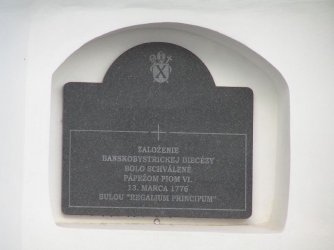 ZALOŽENIE
BANSKOBYSTRICKEJ DIECÉZY
BOLO SCHVÁLENÉ
PÁPEŽOM PIOM VI.
13. MARCA 1776
BULOU "REGALIUM PRINCIPUM"